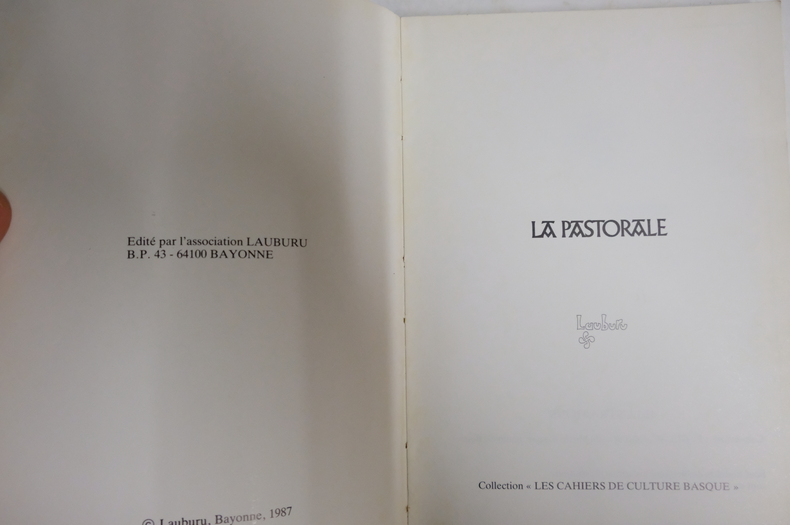 Edité par l'association LAUBURU
B.P. 43 - 64100 BAYONNE
© Lauburu, Bayonne, 1987
LA PASTORALE
Lauburu
Collection « LES CAHIERS DE CULTURE BASQUE »